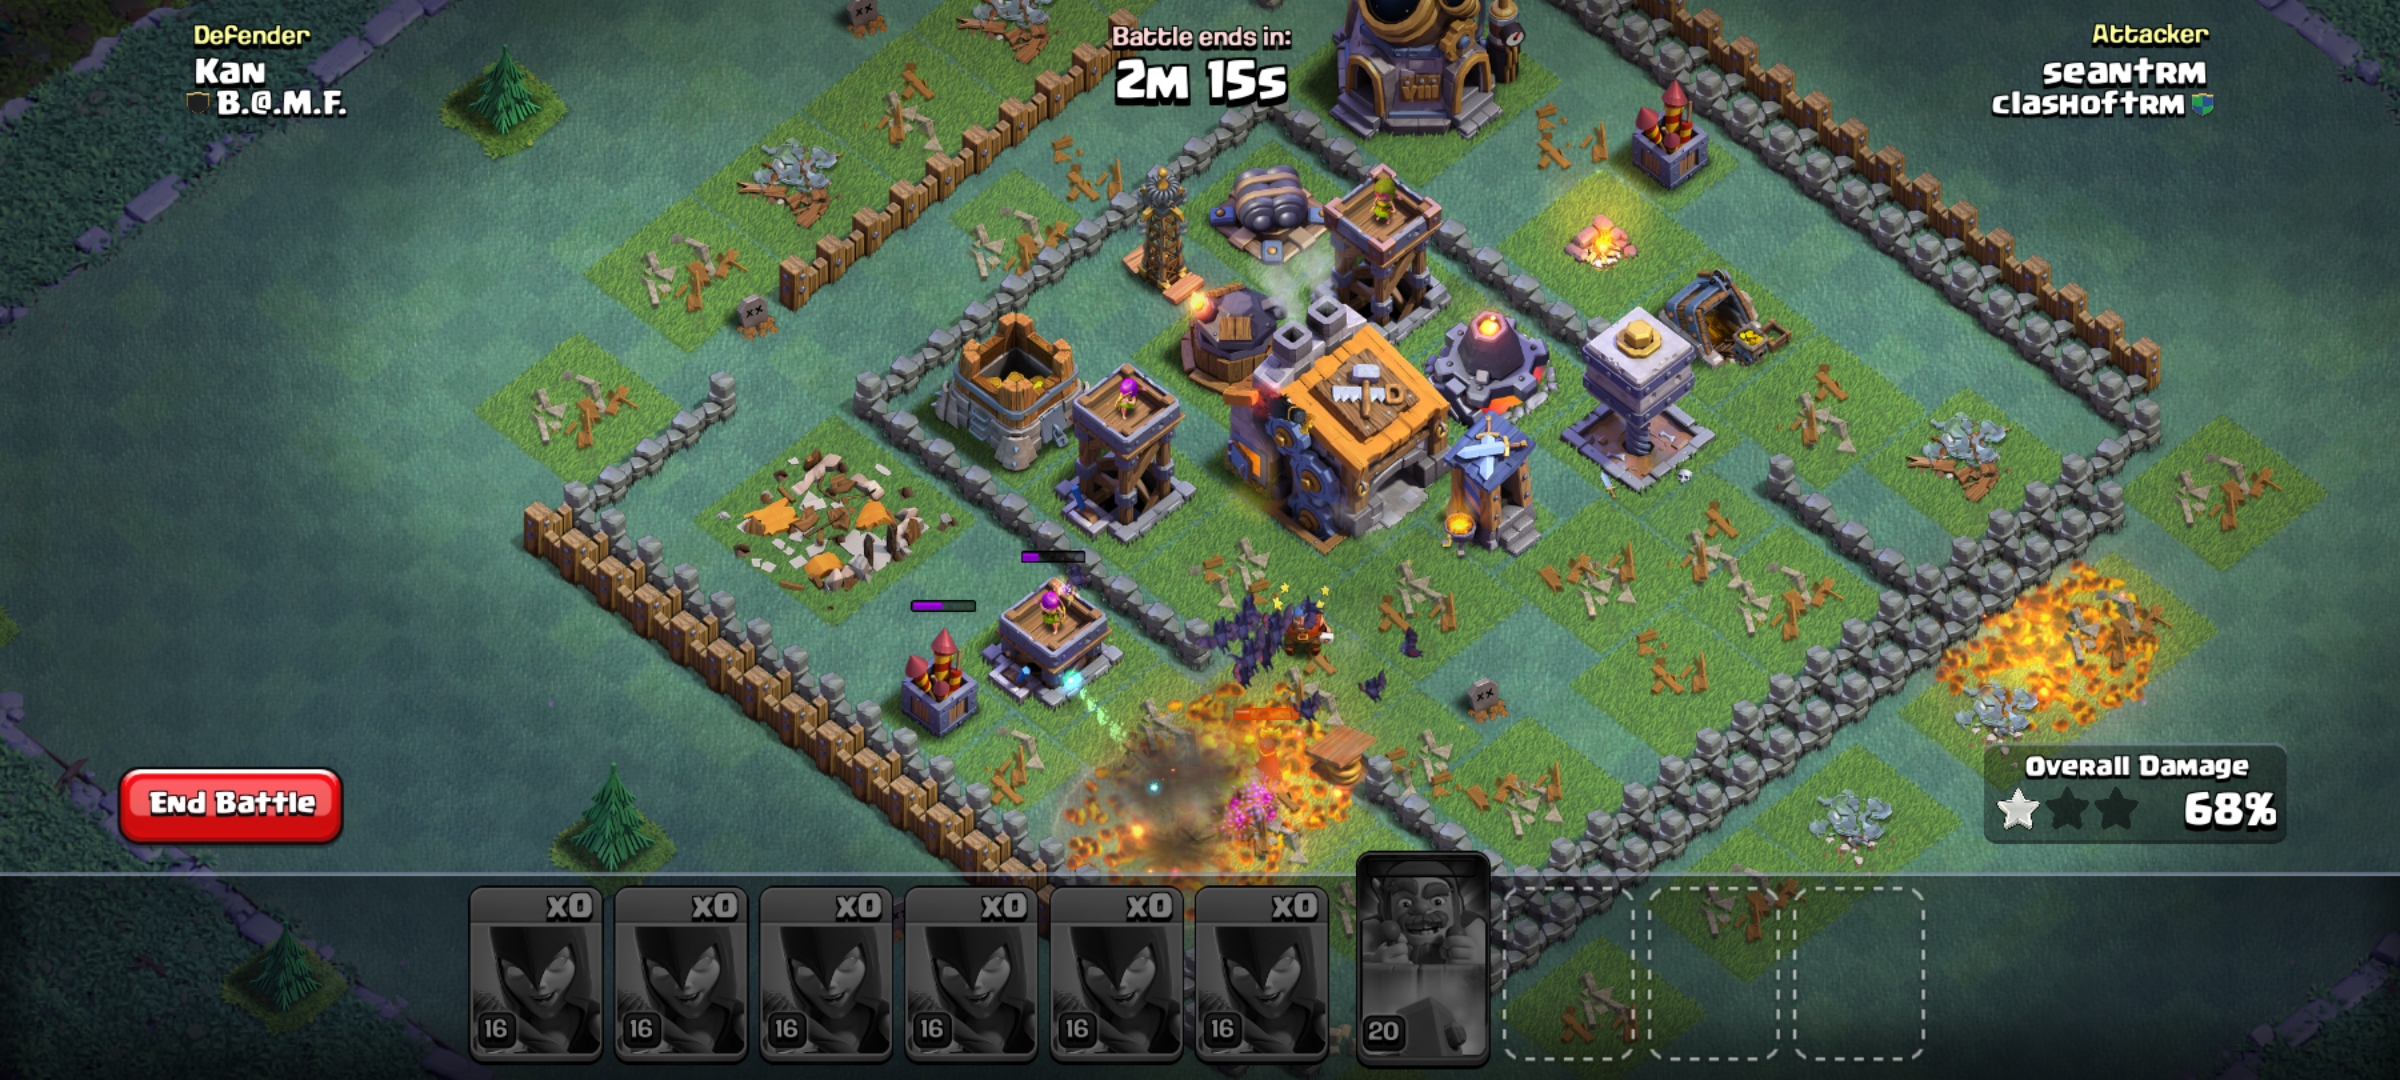 Defender
Kan
B.@.M.F.
Battle ends in:
2M 15s
Attacker
seantRM
clashoftRM
VIII
End Battle
Overall Damage
68%
x0
x0
x0
x0
x0
x0
16
16
16
16
16
16
20